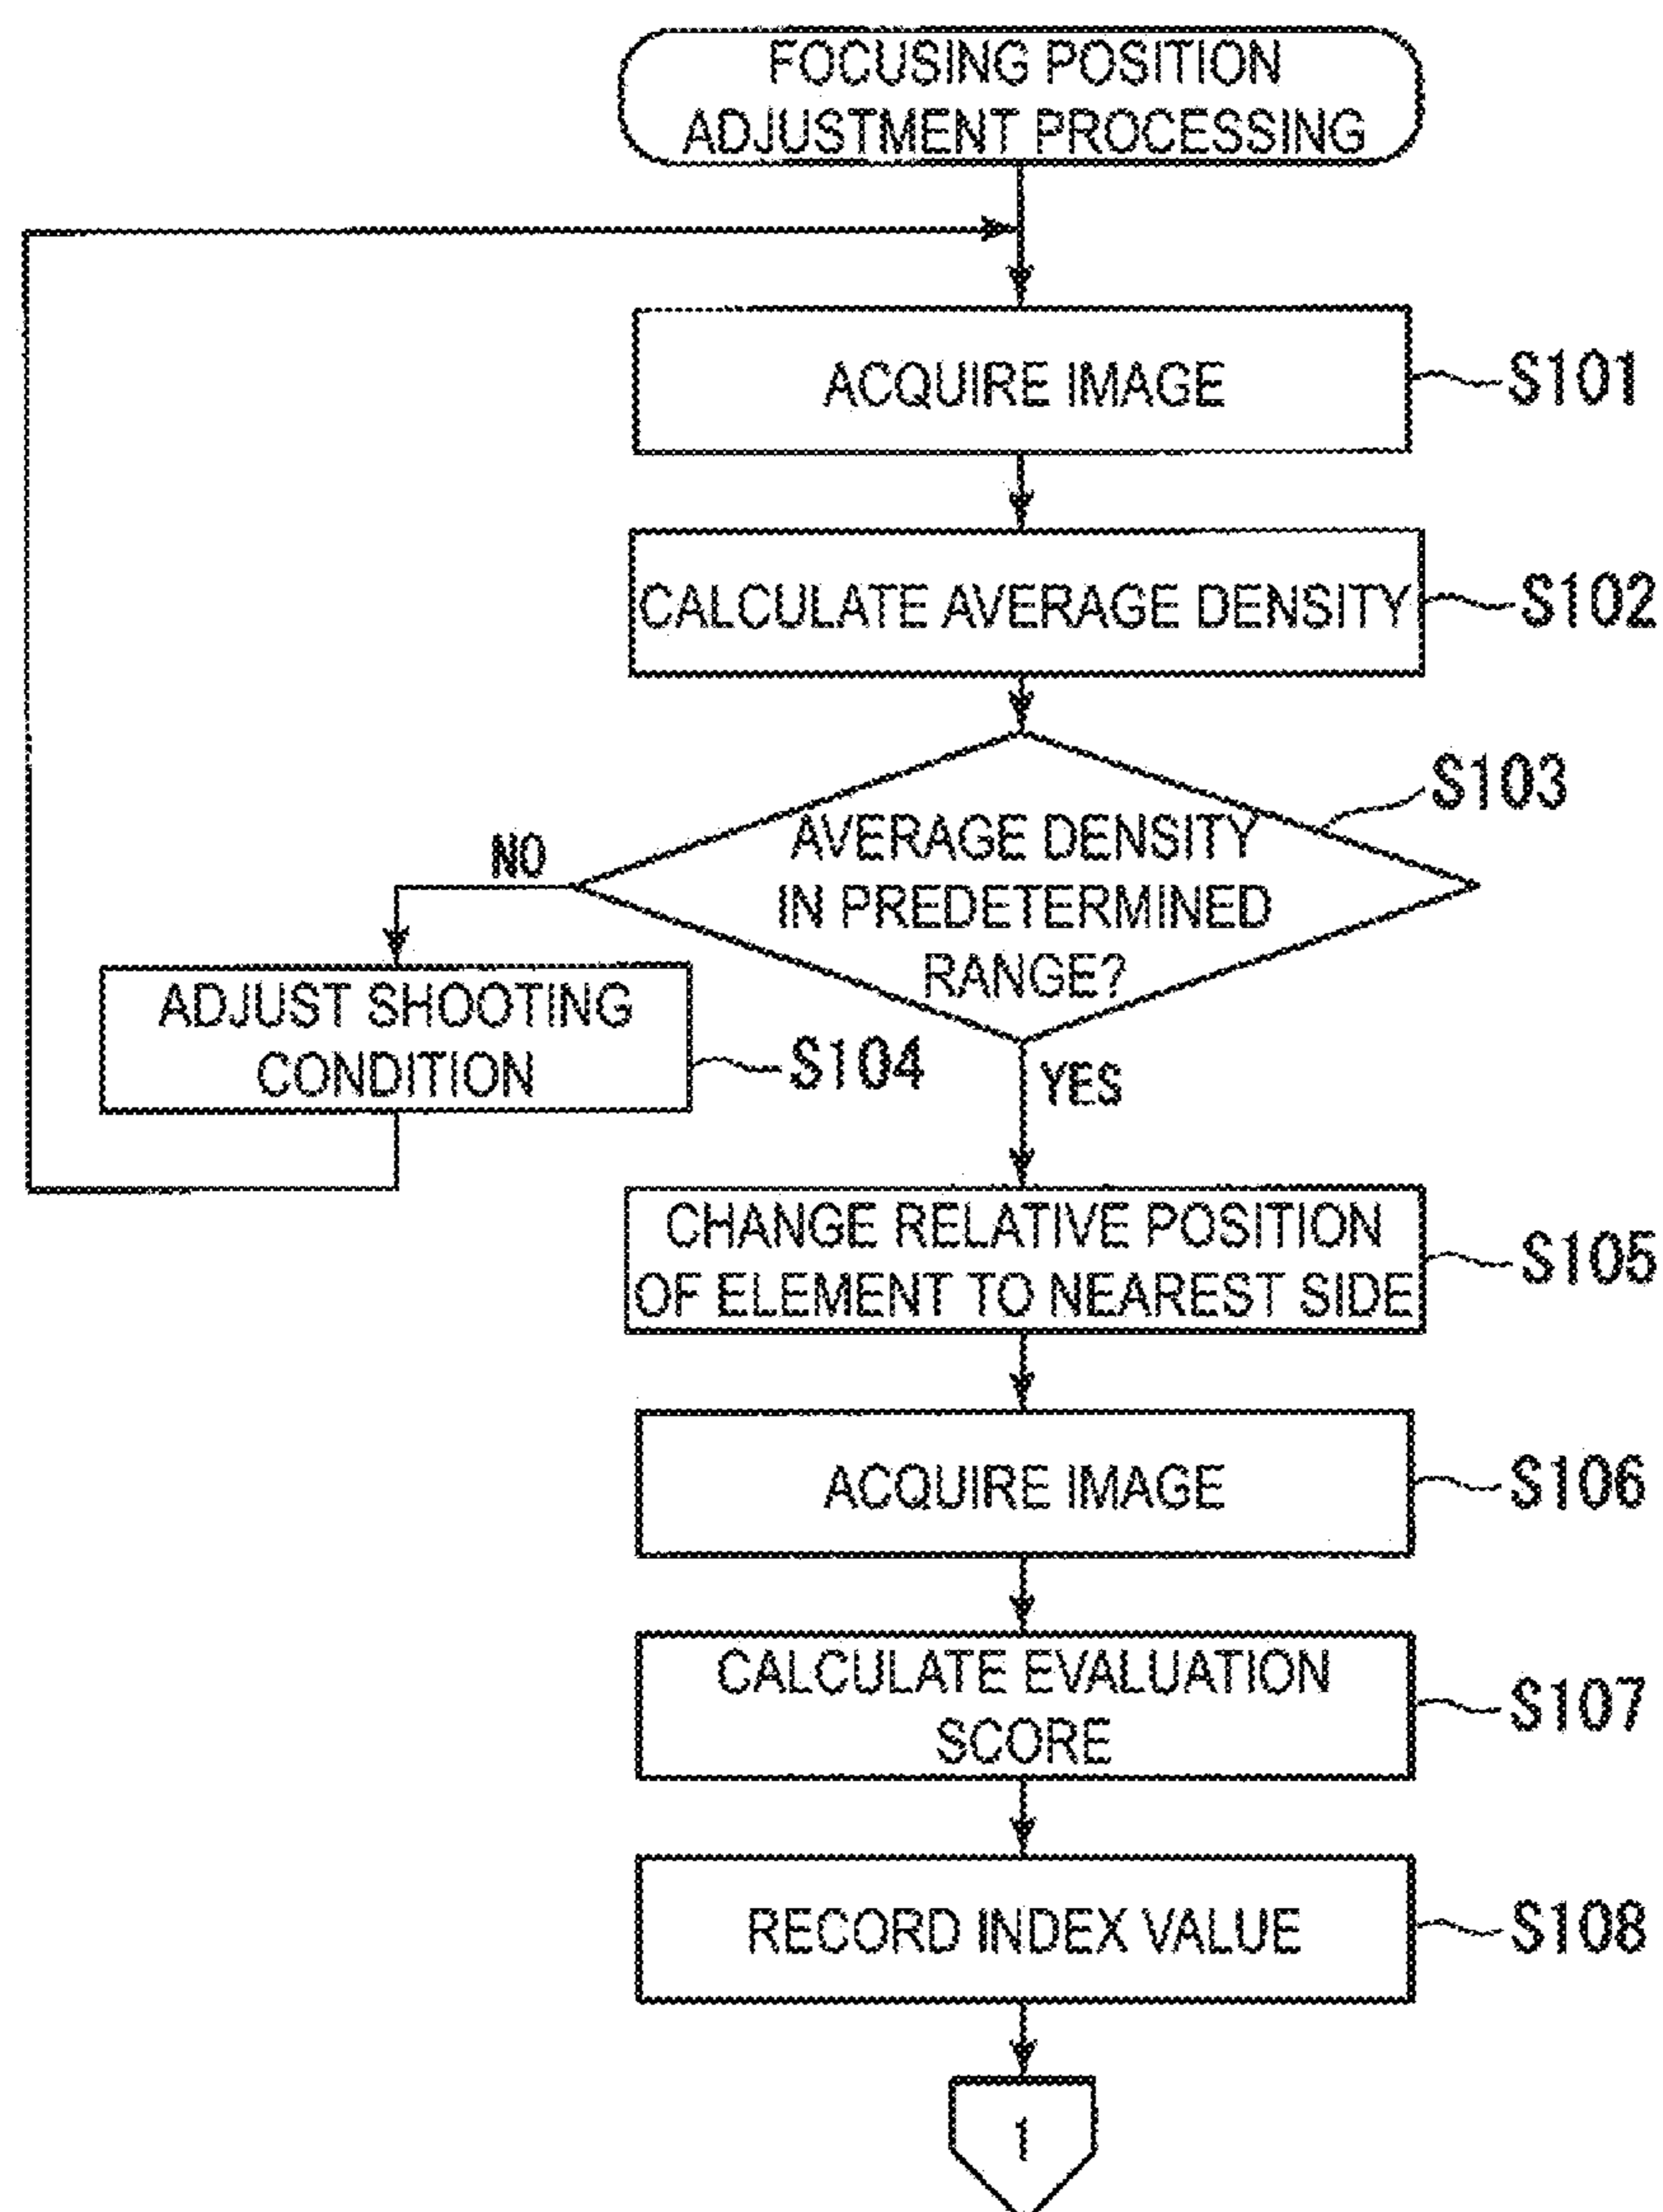 FOCUSING POSITION
ADJUSTMENT PROCESSING
ACQUIRE IMAGE
S101
CALCULATE AVERAGE DENSITY
S102
S103
AVERAGE DENSITY
IN PREDETERMINED
RANGE?
NO
ADJUST SHOOTING
CONDITION
S104
YES
CHANGE RELATIVE POSITION
OF ELEMENT TO NEAREST SIDE
S105
ACQUIRE IMAGE
S106
CALCULATE EVALUATION
SCORE
S107
RECORD INDEX VALUE
S108
1